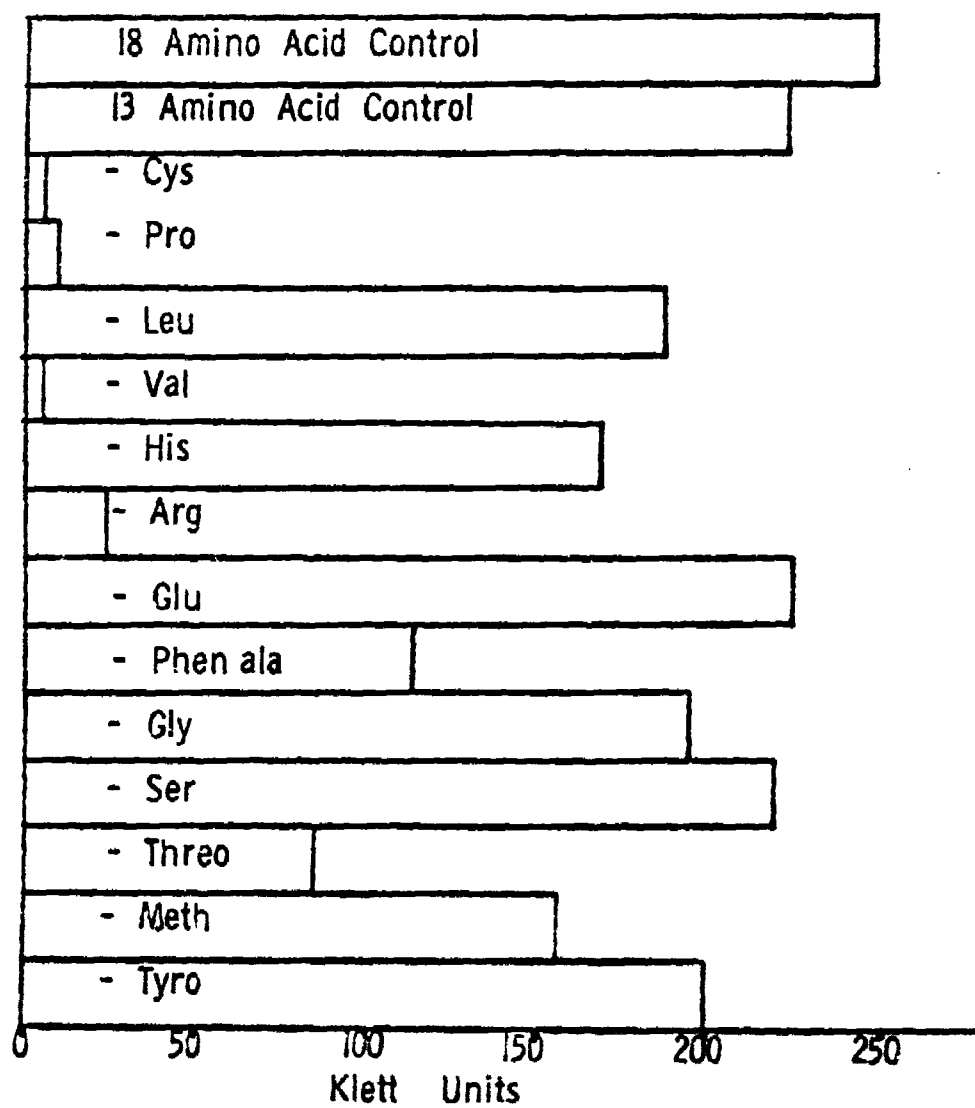 18 Amino Acid Control
13 Amino Acid Control
- Cys
- Pro
- Leu
- Val
- His
- Arg
- Glu
- Phen ala
- Gly
- Ser
- Threo
- Meth
- Tyro
0 50 100 150 200 250
Klett Units